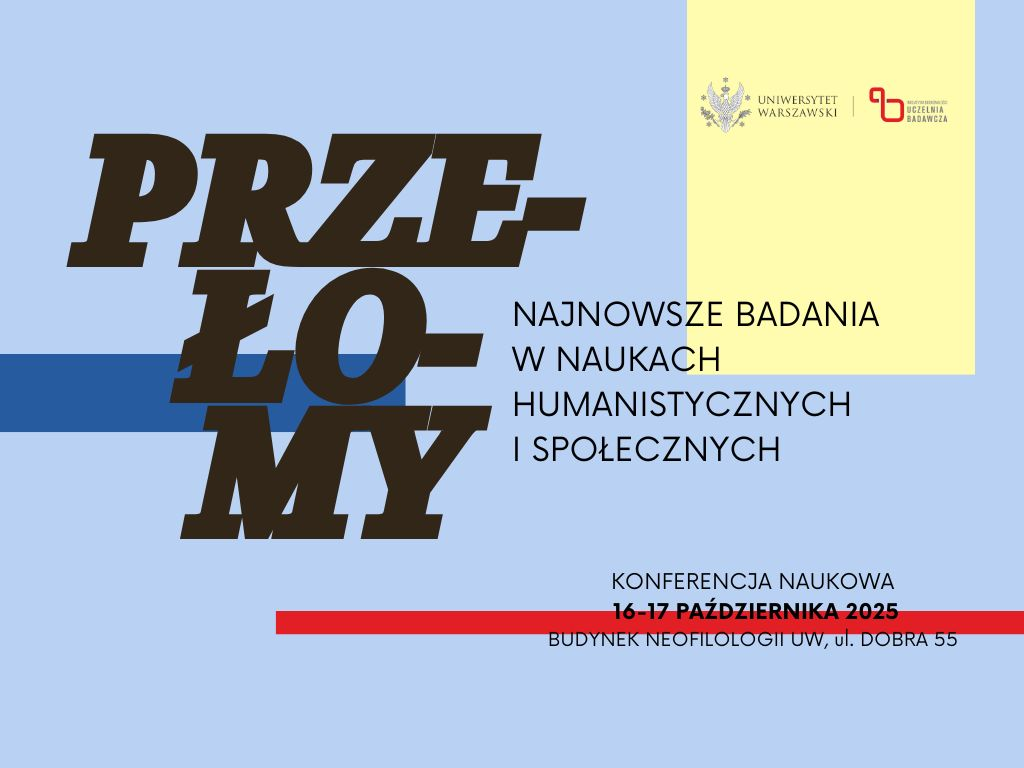 UNIWERSYTET
WARSZAWSKI
UCZELNIA
BADAWCZA
PRZE-
ŁO-
MY
NAJNOWSZE BADANIA
W NAUKACH
HUMANISTYCZNYCH
I SPOŁECZNYCH
KONFERENCJA NAUKOWA
16-17 PAŹDZIERNIKA 2025
BUDYNEK NEOFILOLOGII UW, ul. DOBRA 55